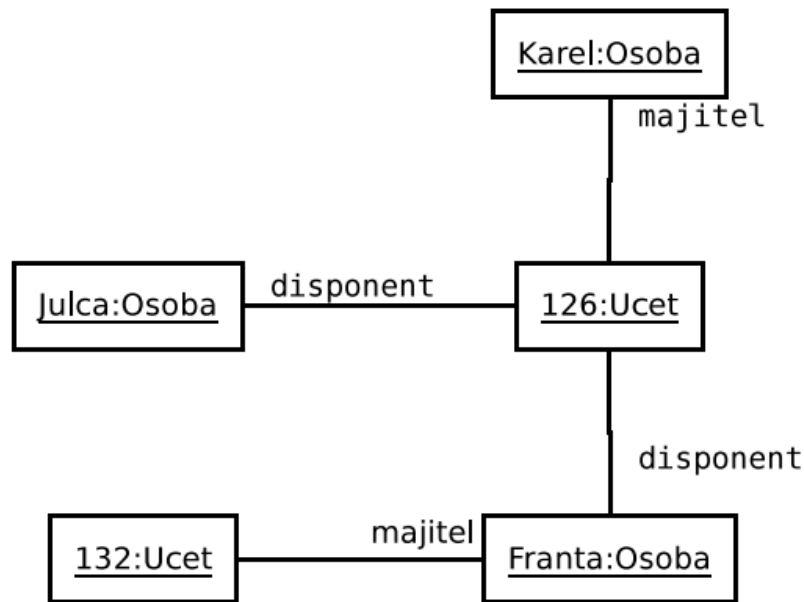 Karel:Osoba
majitel
Julca:Osoba
disponent
126:Ucet
disponent
132:Ucet
majitel
Franta:Osoba